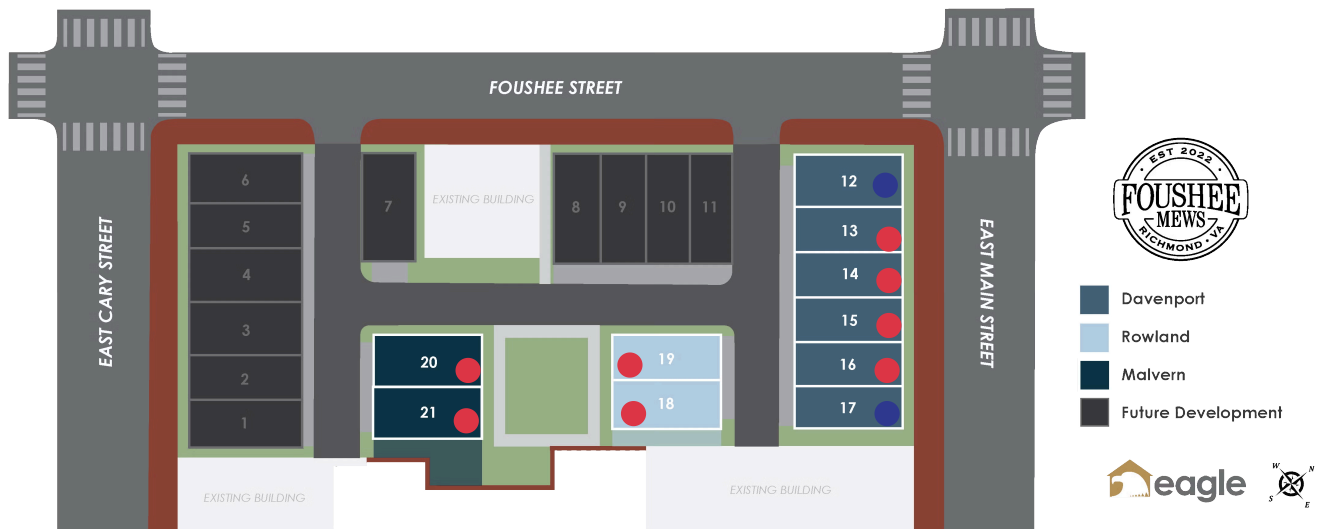 FOUSHEE STREET
EAST CARY STREET
EAST MAIN STREET
6
5
4
3
2
1
7
EXISTING BUILDING
8
9
10
11
12
13
14
15
16
17
20
21
19
18
EXISTING BUILDING
EXISTING BUILDING
EST 2022
FOUSHEE
MEWS
RICHMOND • VA
Davenport
Rowland
Malvern
Future Development
eagle
W
N
S
E